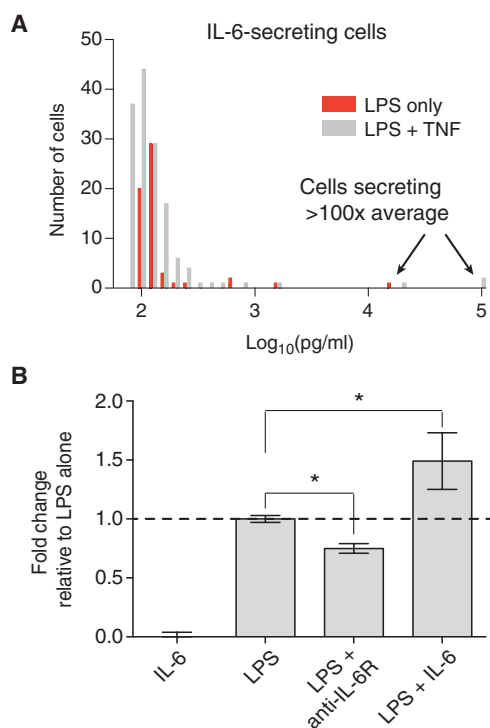 A
IL-6-secreting cells
Number of cells
50
40
30
20
10
0
LPS only
LPS + TNF
Cells secreting
>100x average
2
3
4
5
Log₁₀(pg/ml)
B
Fold change
relative to LPS alone
2.0
1.5
1.0
0.5
0.0
*
*
IL-6
LPS
LPS +
anti-IL-6R
LPS + IL-6